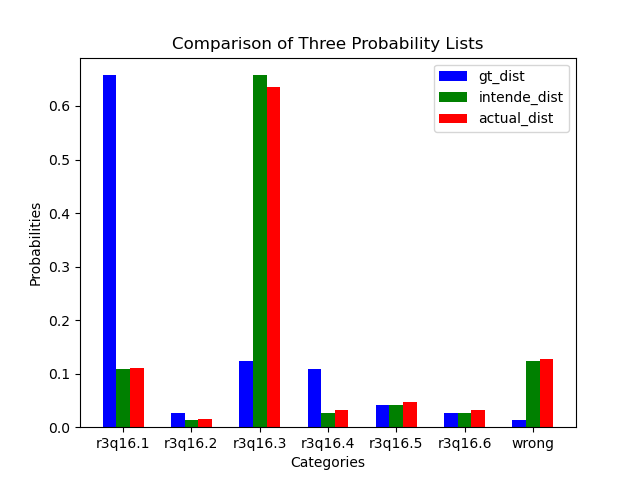 Comparison of Three Probability Lists
gt_dist
intende_dist
actual_dist
Probabilities
0.6
0.5
0.4
0.3
0.2
0.1
0.0
r3q16.1 r3q16.2 r3q16.3 r3q16.4 r3q16.5 r3q16.6 wrong
Categories